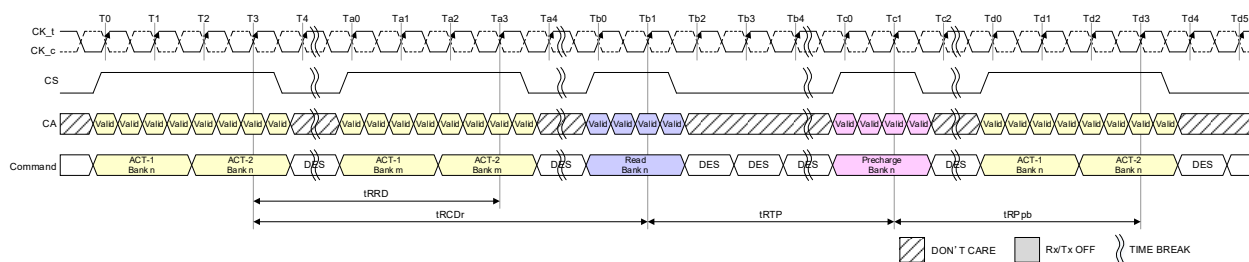 T0 T1 T2 T3 T4 Ta0 Ta1 Ta2 Ta3 Ta4 Tb0 Tb1 Tb2 Tb3 Tb4 Tc0 Tc1 Tc2 Td0 Td1 Td2 Td3 Td4 Td5
CK_t
CK_c
CS
CA Valid Valid Valid Valid Valid Valid Valid Valid Valid Valid Valid Valid Valid Valid Valid Valid Valid Valid Valid Valid Valid Valid Valid Valid Valid Valid Valid Valid Valid Valid Valid Valid
Command ACT-1 ACT-2 DES ACT-1 ACT-2 DES Read DES DES DES Precharge DES ACT-1 ACT-2 DES
Bank n Bank n Bank m Bank m Bank n Bank n Bank n Bank n
tRRD
tRCDr tRTP tRPpb
DON'T CARE Rx/Tx OFF TIME BREAK